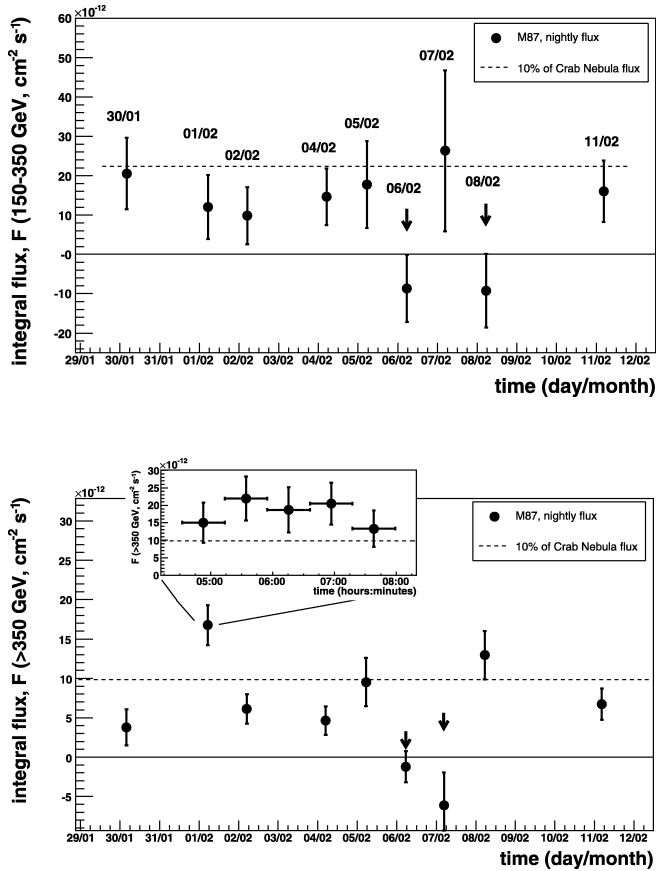 ×10⁻¹²
60
50
40
30
20
10
-0
-10
-20
integral flux, F (150-350 GeV, cm⁻² s⁻¹)
M87, nightly flux
10% of Crab Nebula flux
30/01
01/02
02/02
04/02
05/02
06/02
07/02
08/02
11/02
29/01 30/01 31/01 01/02 02/02 03/02 04/02 05/02 06/02 07/02 08/02 09/02 10/02 11/02 12/02
time (day/month)
×10⁻¹²
30
25
20
15
10
5
0
-5
integral flux, F (>350 GeV, cm⁻² s⁻¹)
×10⁻¹²
30
25
20
15
10
5
0
F (>350 GeV, cm⁻² s⁻¹)
05:00 06:00 07:00 08:00
time (hours:minutes)
M87, nightly flux
10% of Crab Nebula flux
29/01 30/01 31/01 01/02 02/02 03/02 04/02 05/02 06/02 07/02 08/02 09/02 10/02 11/02 12/02
time (day/month)